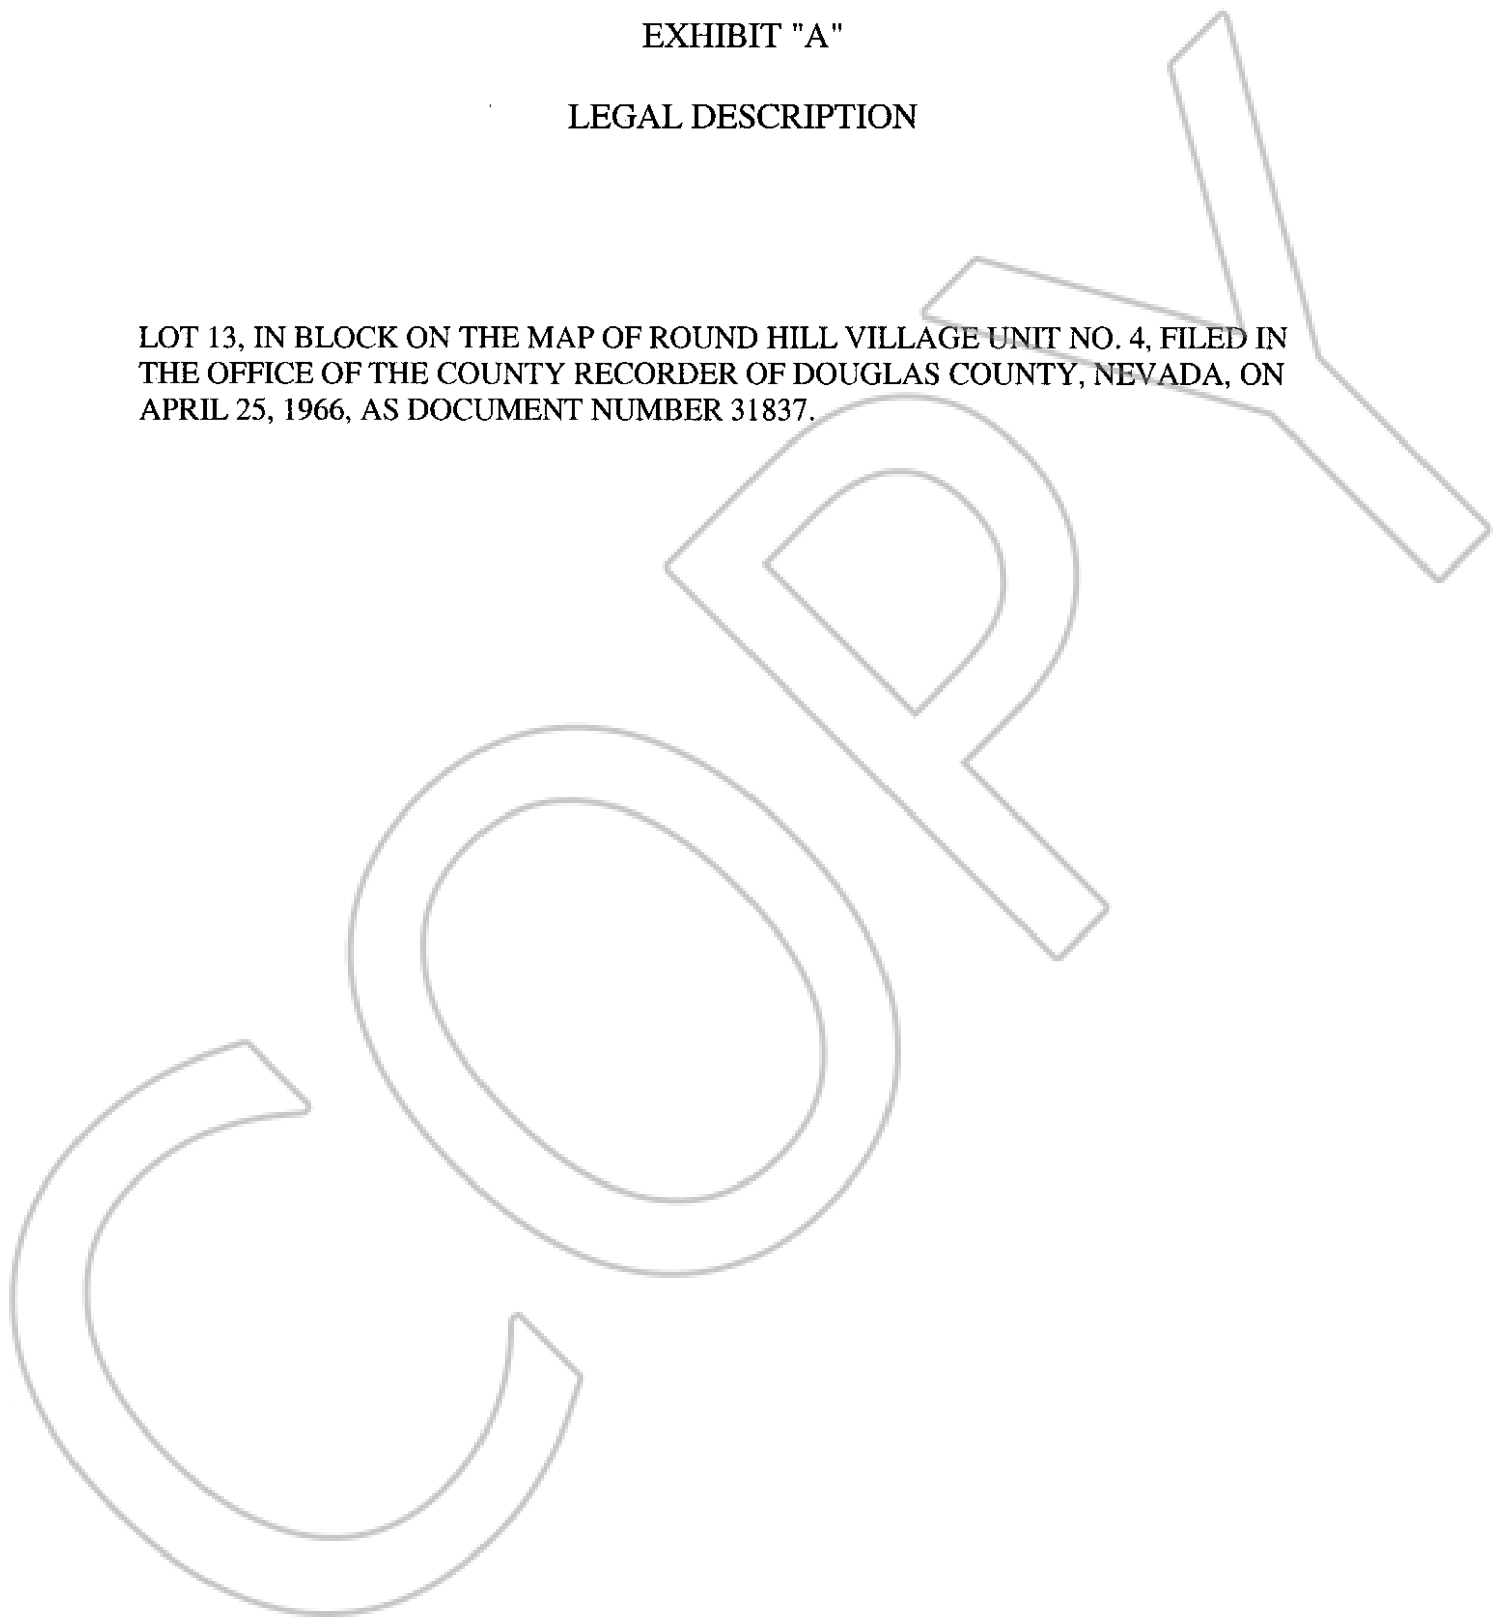 EXHIBIT "A"
LEGAL DESCRIPTION
LOT 13, IN BLOCK ON THE MAP OF ROUND HILL VILLAGE UNIT NO. 4, FILED IN
THE OFFICE OF THE COUNTY RECORDER OF DOUGLAS COUNTY, NEVADA, ON
APRIL 25, 1966, AS DOCUMENT NUMBER 31837.
COPY